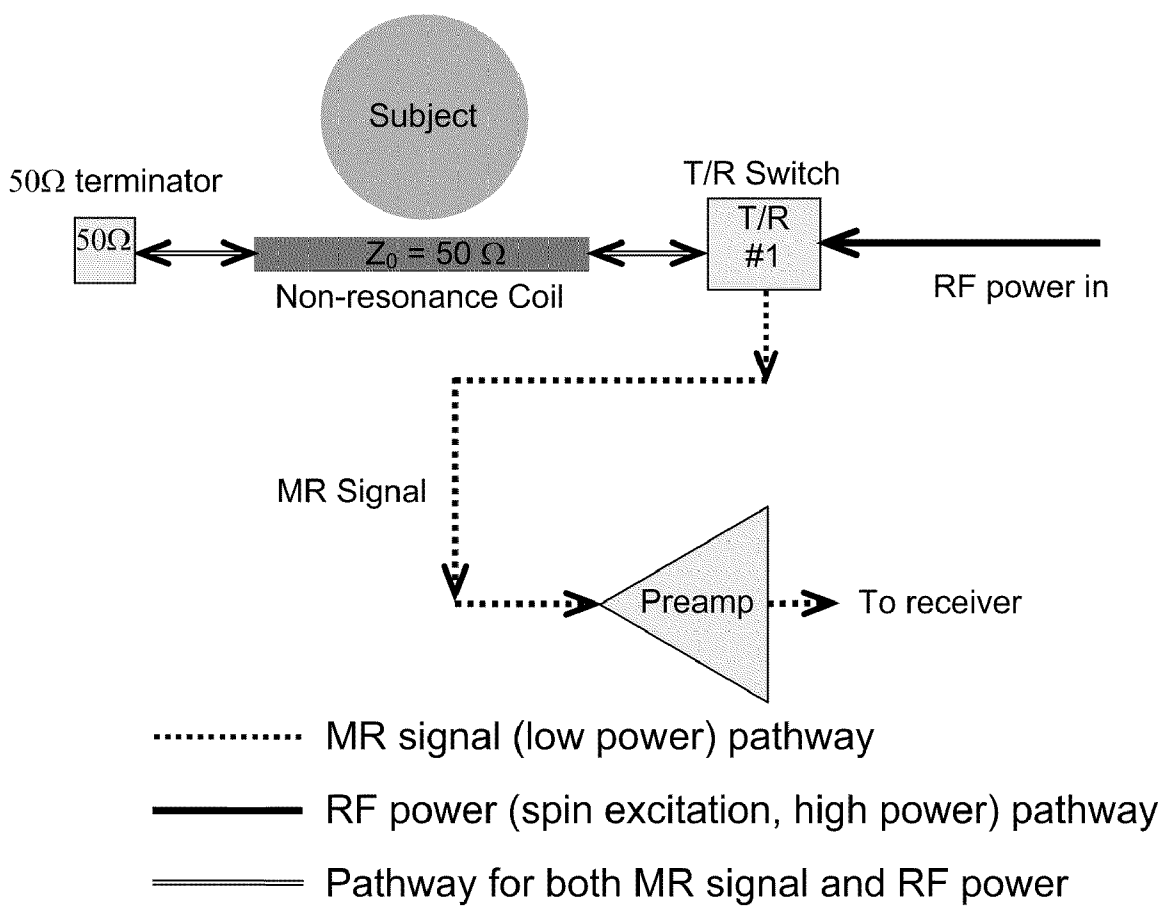 Subject
50Ω terminator
T/R Switch
50Ω
Z₀ = 50 Ω
T/R
#1
Non-resonance Coil
RF power in
MR Signal
Preamp
To receiver
MR signal (low power) pathway
RF power (spin excitation, high power) pathway
Pathway for both MR signal and RF power